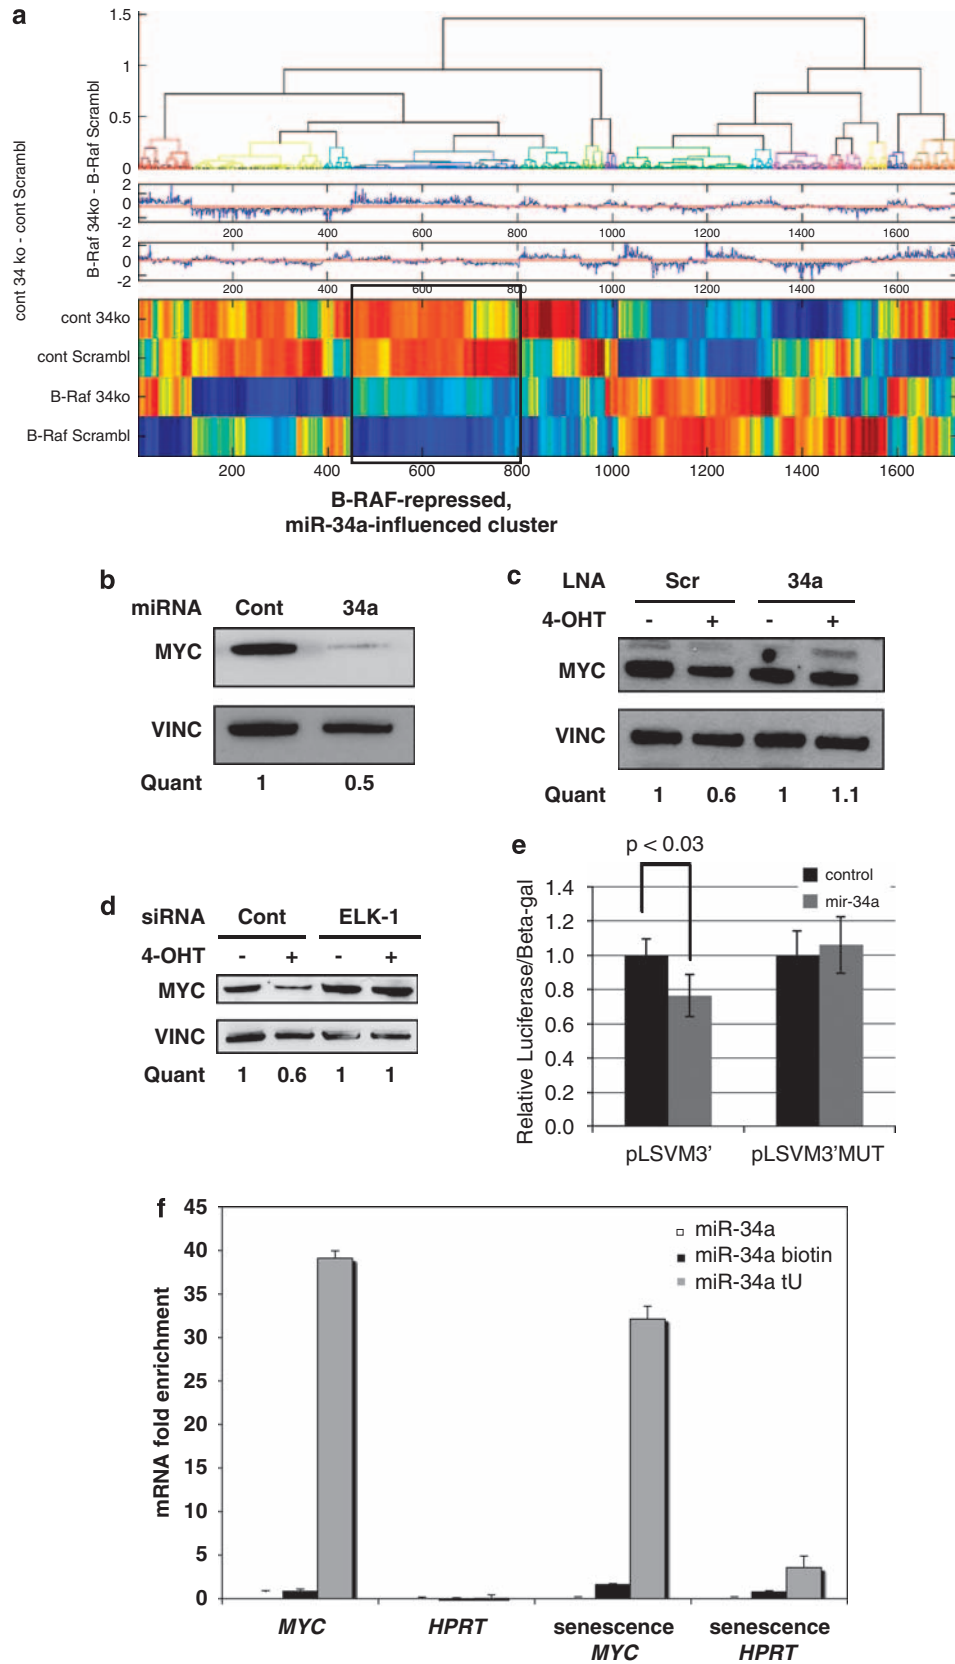 a
cont 34 ko - cont Scrambl
B-Raf 34ko - B-Raf Scrambl
1.5
1
0.5
0
2
0
-2
200 400 600 800 1000 1200 1400 1600
2
0
-2
200 400 600 800 1000 1200 1400 1600
cont 34ko
cont Scrambl
B-Raf 34ko
B-Raf Scrambl
200 400 600 800 1000 1200 1400 1600
B-RAF-repressed,
miR-34a-influenced cluster
b
miRNA Cont 34a
MYC
VINC
Quant 1 0.5
c
LNA Scr 34a
4-OHT - + - +
MYC
VINC
Quant 1 0.6 1 1.1
d
siRNA Cont ELK-1
4-OHT - + - +
MYC
VINC
Quant 1 0.6 1 1
e
p < 0.03
control
mir-34a
Relative Luciferase/Beta-gal
1.4
1.2
1.0
0.8
0.6
0.4
0.2
0.0
pLSVM3' pLSVM3'MUT
f
miR-34a
miR-34a biotin
miR-34a tU
mRNA fold enrichment
45
40
35
30
25
20
15
10
5
0
MYC HPRT senescence senescence
MYC HPRT